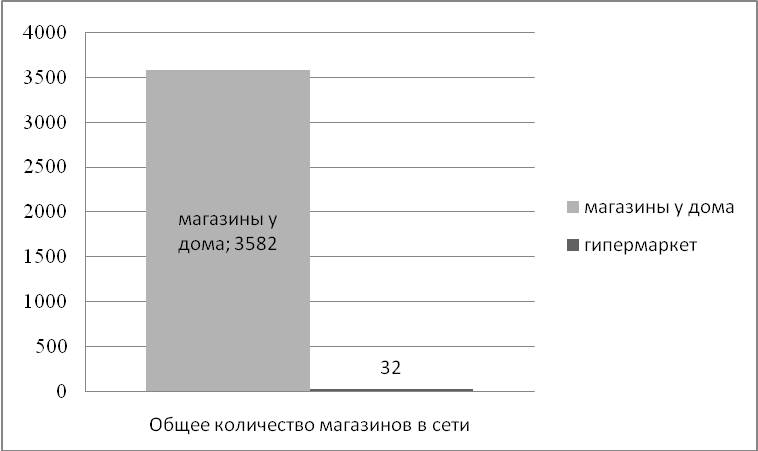 4000
3500
3000
2500
2000
1500
1000
500
0
магазины у
дома; 3582
32
Общее количество магазинов в сети
магазины у дома
гипермаркет